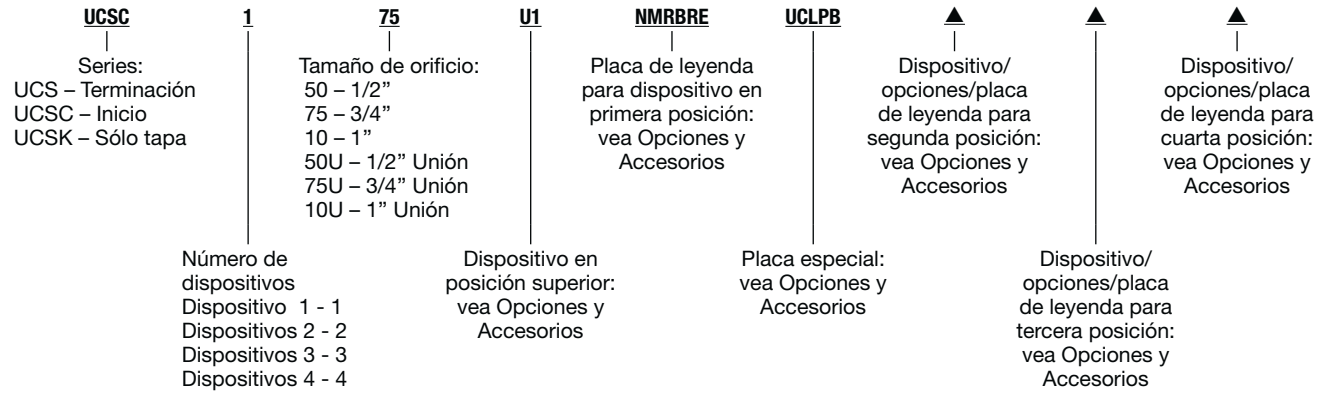 UCSC 1 75 U1 NMRBRE UCLPB ▲ ▲ ▲
Series:
UCS – Terminación
UCSC – Inicio
UCSK – Sólo tapa
Tamaño de orificio:
50 – 1/2”
75 – 3/4”
10 – 1”
50U – 1/2” Unión
75U – 3/4” Unión
10U – 1” Unión
Placa de leyenda
para dispositivo en
primera posición:
vea Opciones y
Accesorios
Dispositivo/
opciones/placa
de leyenda para
segunda posición:
vea Opciones y
Accesorios
Dispositivo/
opciones/placa
de leyenda para
cuarta posición:
vea Opciones y
Accesorios
Número de
dispositivos
Dispositivo 1 - 1
Dispositivos 2 - 2
Dispositivos 3 - 3
Dispositivos 4 - 4
Dispositivo en
posición superior:
vea Opciones y
Accesorios
Placa especial:
vea Opciones y
Accesorios
Dispositivo/
opciones/placa
de leyenda para
tercera posición:
vea Opciones y
Accesorios